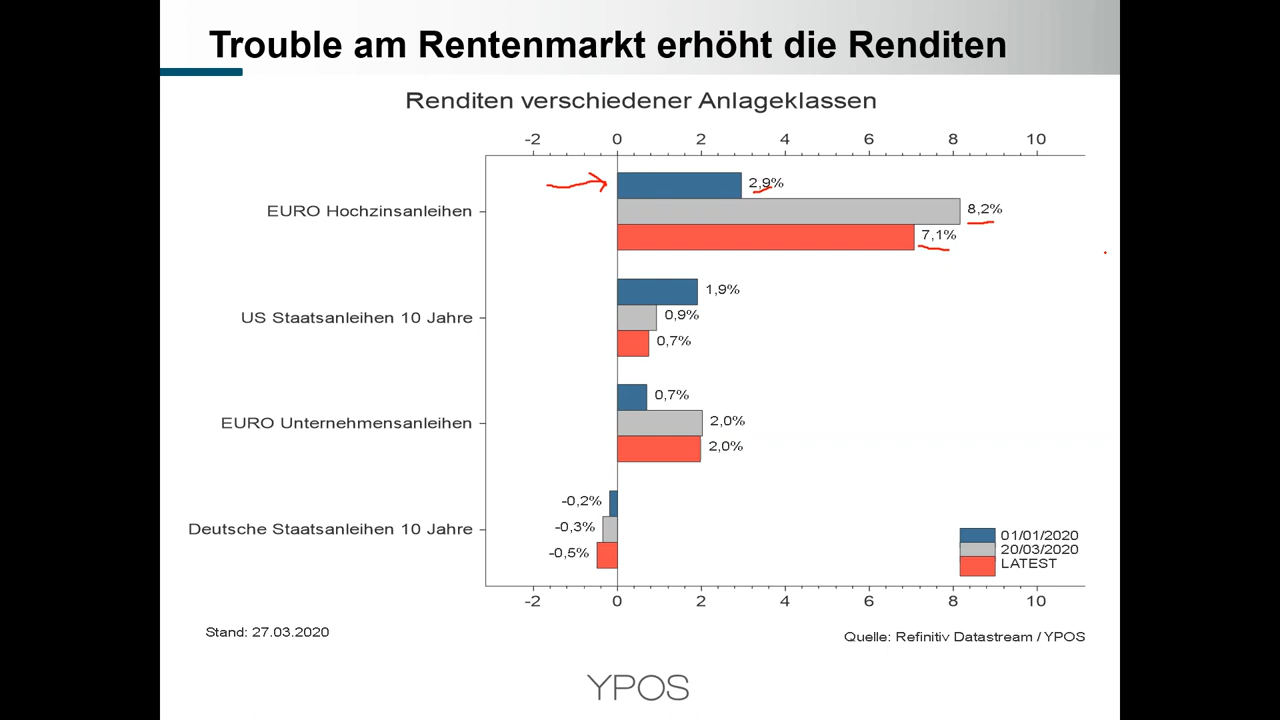 Trouble am Rentenmarkt erhöht die Renditen
Renditen verschiedener Anlageklassen
-2 0 2 4 6 8 10
2,9%
EURO Hochzinsanleihen 8,2%
7,1%
1,9%
US Staatsanleihen 10 Jahre 0,9%
0,7%
0,7%
EURO Unternehmensanleihen 2,0%
2,0%
-0,2%
Deutsche Staatsanleihen 10 Jahre -0,3%
-0,5%
01/01/2020
20/03/2020
LATEST
-2 0 2 4 6 8 10
Stand: 27.03.2020
Quelle: Refinitiv Datastream / YPOS
YPOS